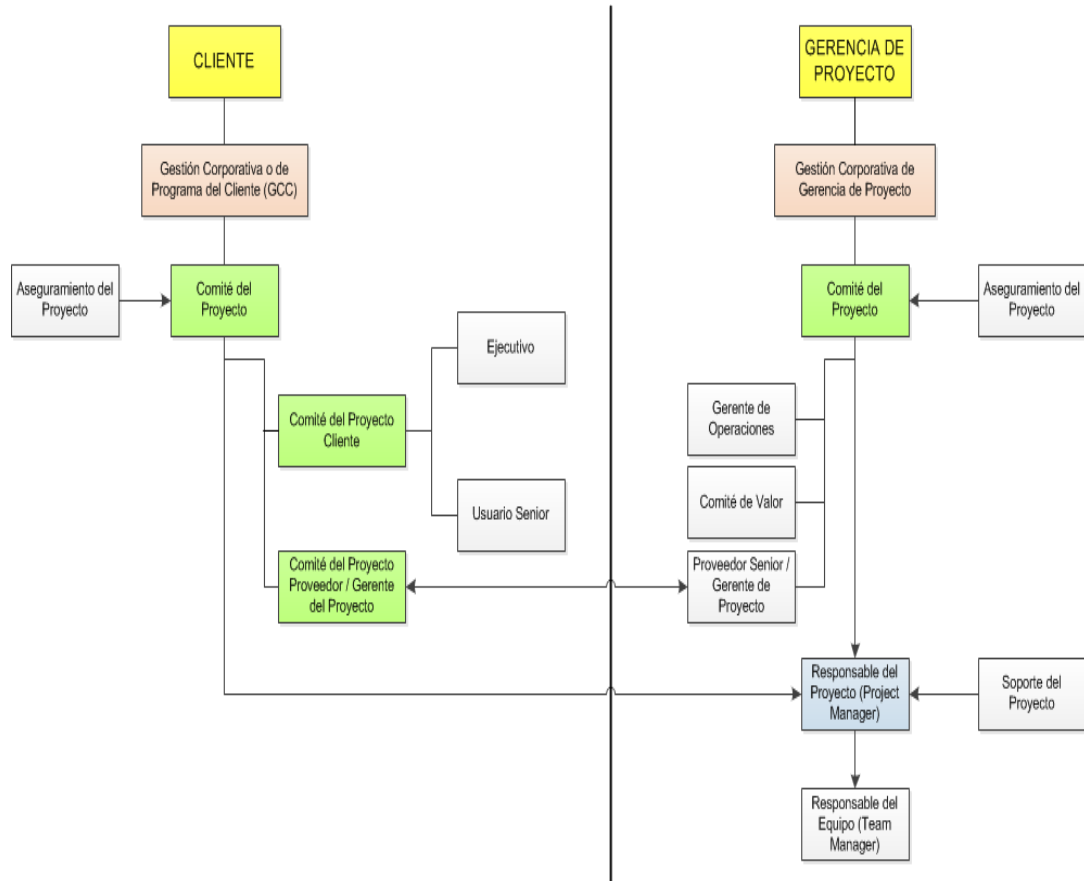 CLIENTE
Gestión Corporativa o de
Programa del Cliente (GCC)
Aseguramiento del
Proyecto
Comité del
Proyecto
Ejecutivo
Comité del Proyecto
Cliente
Usuario Senior
Comité del Proyecto
Proveedor / Gerente
del Proyecto
GERENCIA DE
PROYECTO
Gestión Corporativa de
Gerencia de Proyecto
Comité del
Proyecto
Aseguramiento del
Proyecto
Gerente de
Operaciones
Comité de Valor
Proveedor Senior /
Gerente de
Proyecto
Responsable del
Proyecto (Project
Manager)
Soporte del
Proyecto
Responsable del
Equipo (Team
Manager)